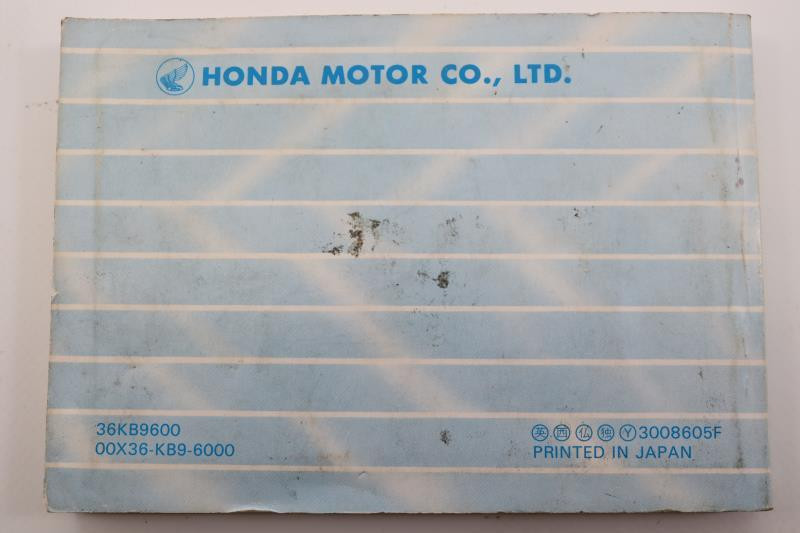 HONDA MOTOR CO., LTD.
36KB9600
00X36-KB9-6000
英西仏独Ⓨ3008605F
PRINTED IN JAPAN